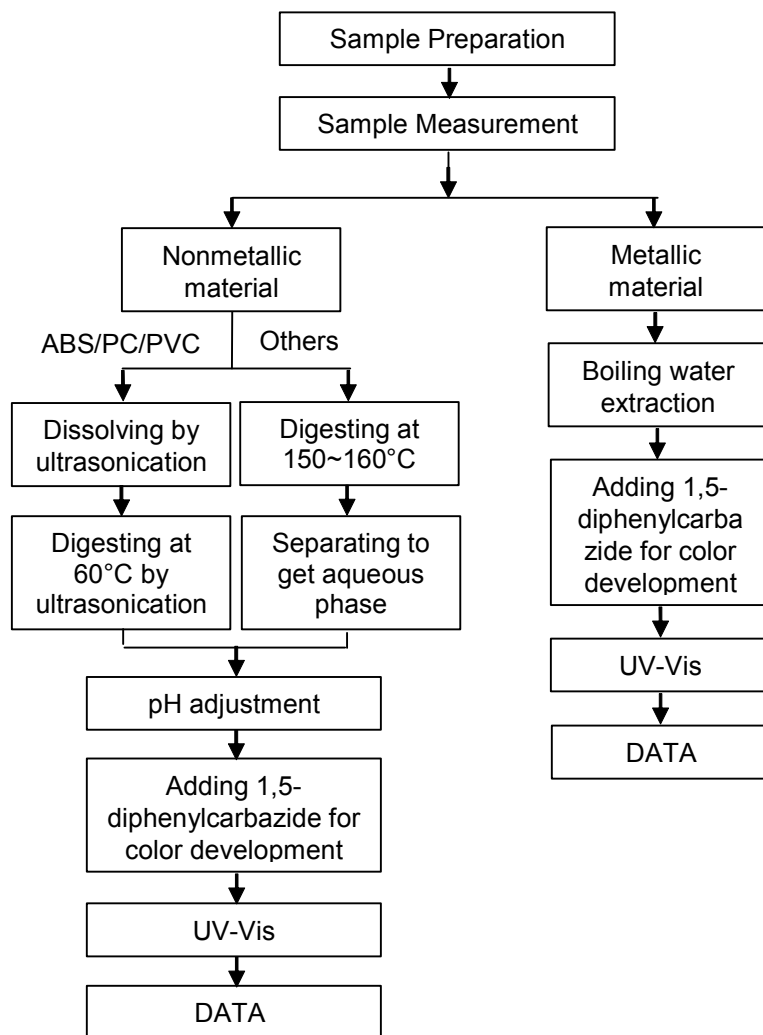 Sample Preparation
Sample Measurement
Nonmetallic
material
Metallic
material
ABS/PC/PVC
Others
Boiling water
extraction
Dissolving by
ultrasonication
Digesting at
150~160°C
Adding 1,5-
diphenylcarba
zide for color
development
Digesting at
60°C by
ultrasonication
Separating to
get aqueous
phase
UV-Vis
pH adjustment
DATA
Adding 1,5-
diphenylcarbazide for
color development
UV-Vis
DATA